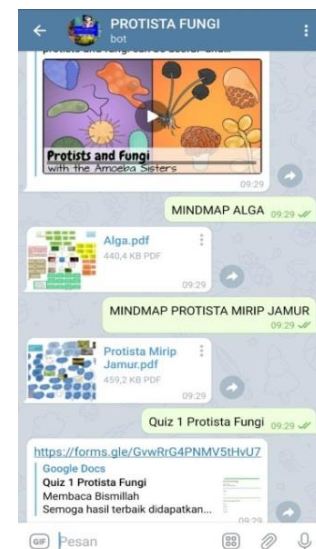 PROTISTA FUNGI
bot
Protists and Fungi
with the Amoeba Sisters
09:29
MINDMAP ALGA 09:29
Alga.pdf
440,4 KB PDF
09:29
MINDMAP PROTISTA MIRIP JAMUR
09:29
Protista Mirip
Jamur.pdf
459,2 KB PDF
09:29
Quiz 1 Protista Fungi 09:29
https://forms.gle/GvwRrG4PNMV5tHvU7
Google Docs
Quiz 1 Protista Fungi
Membaca Bismillah
Semoga hasil terbaik didapatkan...
09:29
GIF Pesan